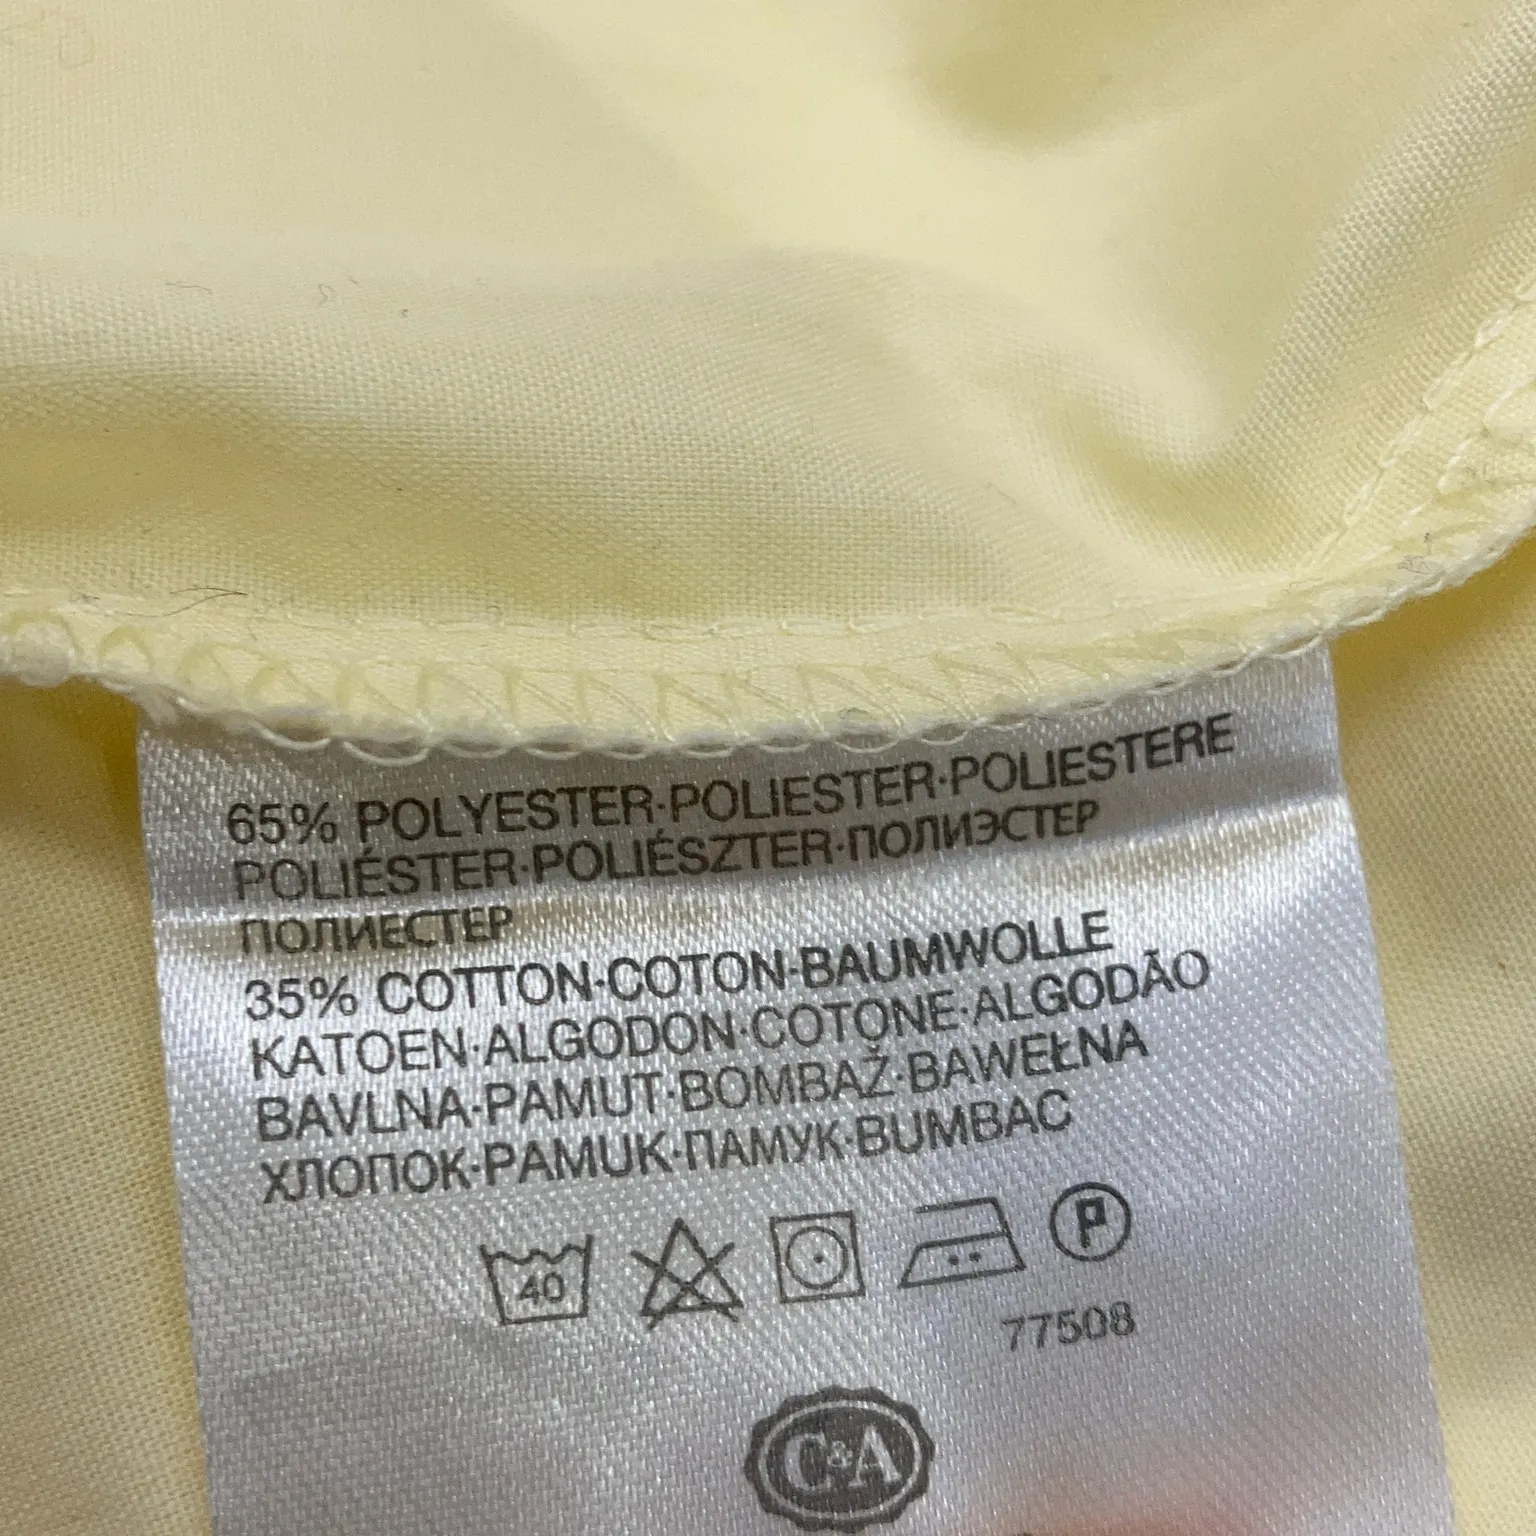 65% POLYESTER·POLIESTER·POLIESTERE
POLIÉSTER·POLIÉSZTER·ПОЛИЭСТЕР
ПОЛИЕСТЕР
35% COTTON·COTON·BAUMWOLLE
KATOEN·ALGODON·COTONE·ALGODÃO
BAVLNA·PAMUT·BOMBAŽ·BAWEŁNA
ХЛОПОК·PAMUK·ПАМУК·BUMBAC
40
P
77508
C&A